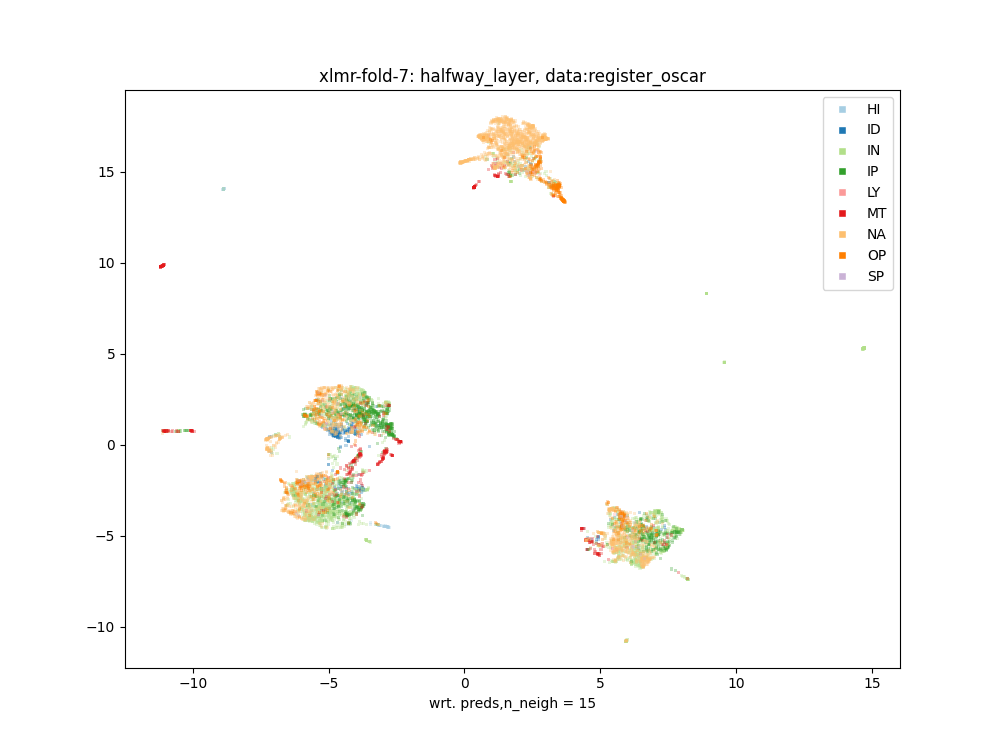 xlmr-fold-7: halfway_layer, data:register_oscar
HI
ID
IN
IP
LY
MT
NA
OP
SP
15
10
5
0
−5
−10
−10
−5
0
5
10
15
wrt. preds,n_neigh = 15